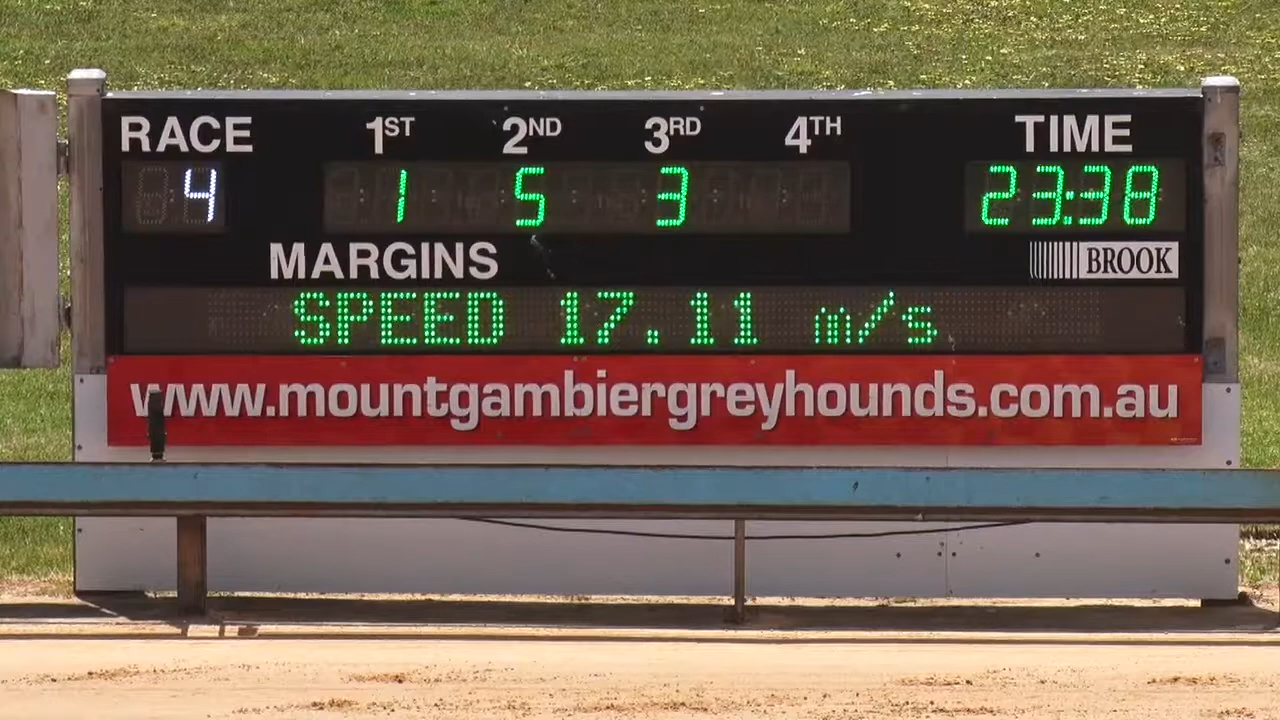 RACE 1ST 2ND 3RD 4TH TIME
4 1 5 3 23:38
MARGINS BROOK
SPEED 17.11 m/s
www.mountgambiergreyhounds.com.au